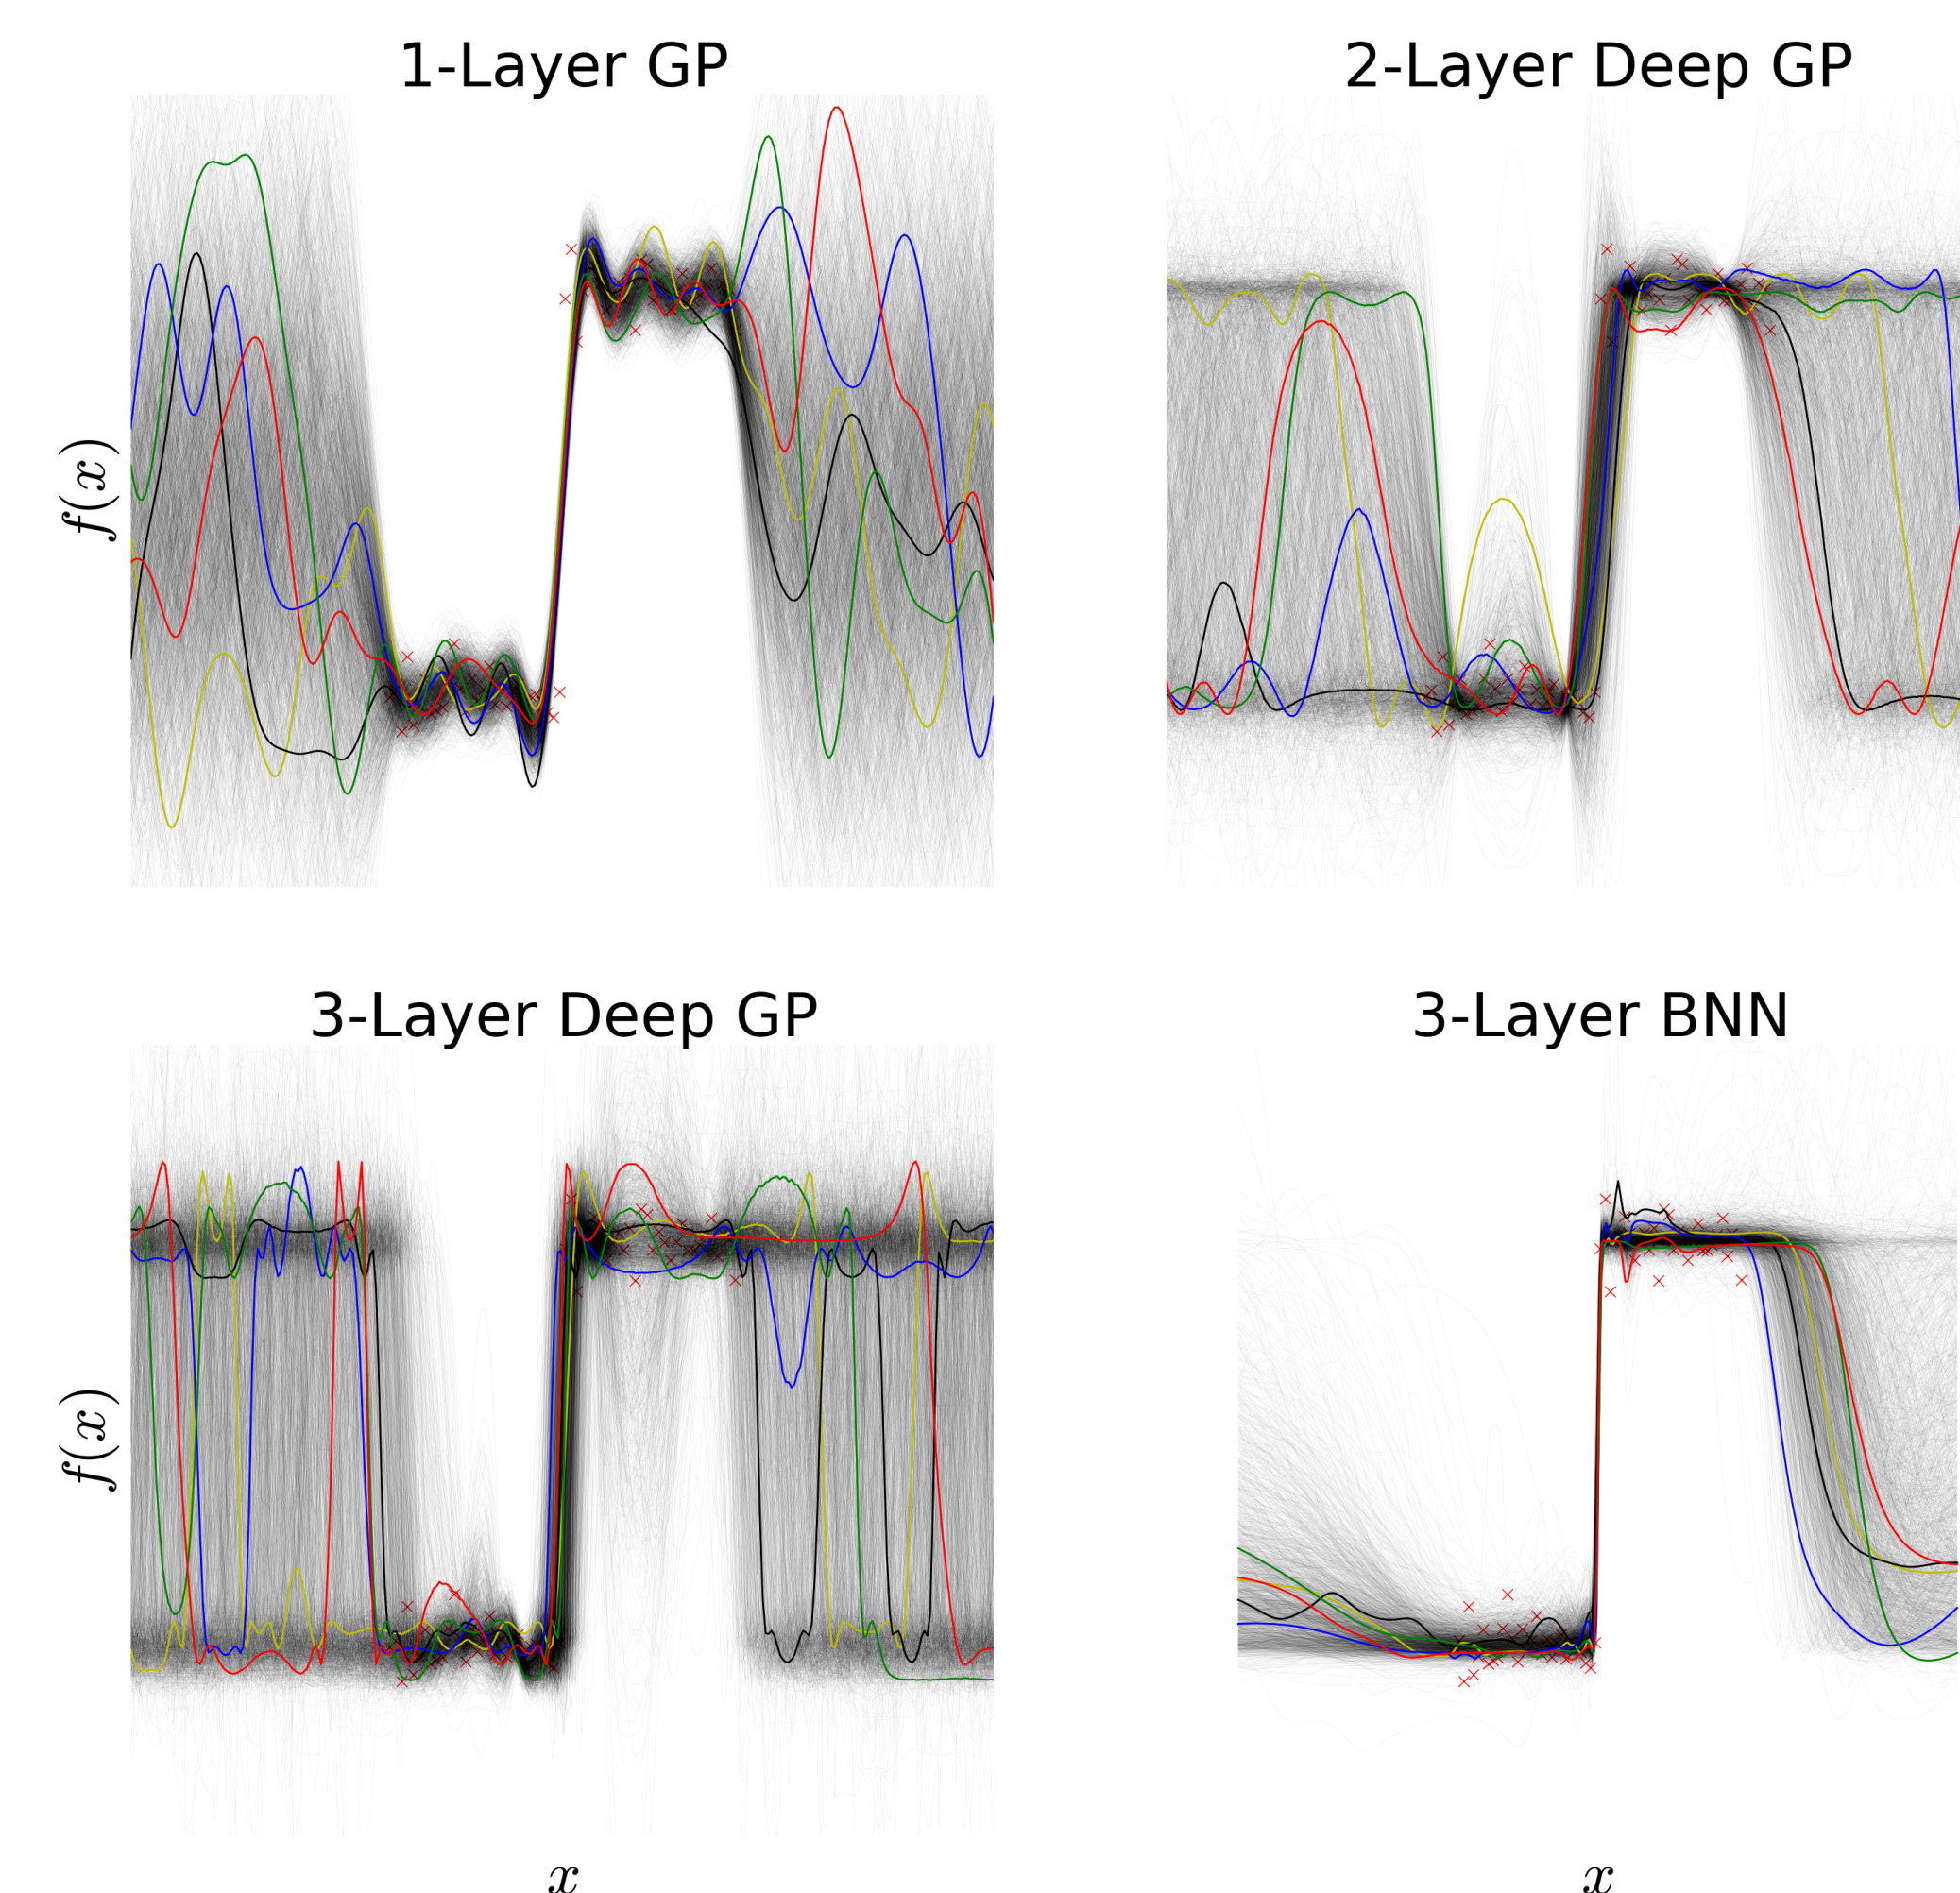 1-Layer GP
2-Layer Deep GP
f(x)
3-Layer Deep GP
3-Layer BNN
f(x)
x
x